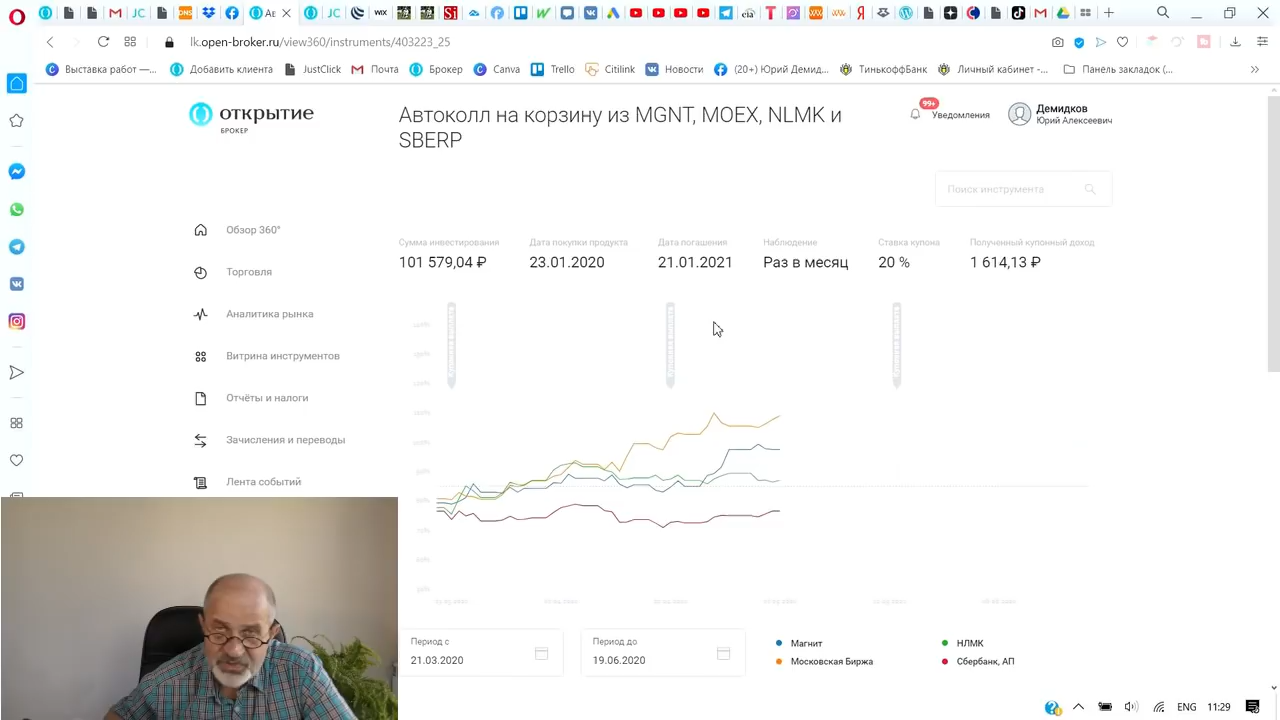 lk.open-broker.ru/view360/instruments/403223_25
Выставка работ —...
Добавить клиента
JustClick
Почта
Брокер
Canva
Trello
Citilink
Новости
(20+) Юрий Демид...
ТинькоффБанк
Личный кабинет -...
Панель закладок (...
открытие
БРОКЕР
Автоколл на корзину из MGNT, MOEX, NLMK и
SBERP
99+
Уведомления
Демидков
Юрий Алексеевич
Поиск инструмента
Обзор 360°
Торговля
Аналитика рынка
Витрина инструментов
Отчёты и налоги
Зачисления и переводы
Лента событий
Сумма инвестирования
101 579,04 ₽
Дата покупки продукта
23.01.2020
Дата погашения
21.01.2021
Наблюдение
Раз в месяц
Ставка купона
20 %
Полученный купонный доход
1 614,13 ₽
Период с
21.03.2020
Период до
19.06.2020
Магнит
НЛМК
Московская Биржа
Сбербанк, АП
ENG
11:29